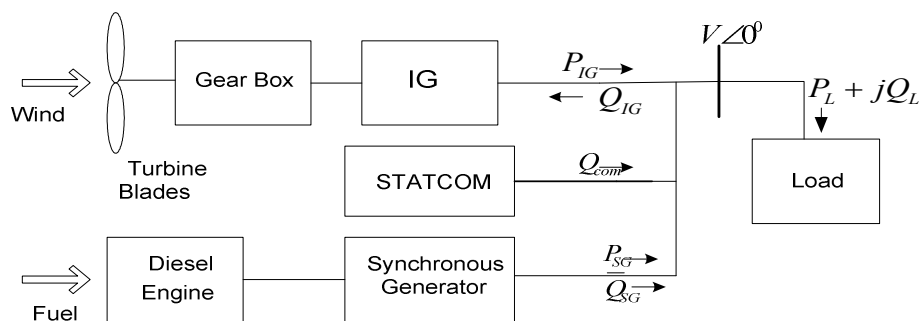 V∠0⁰
P_IG
Gear Box
IG
Q_IG
P_L + jQ_L
Wind
Turbine
Blades
STATCOM
Q_com
Load
P_SG
Diesel
Engine
Synchronous
Generator
Q_SG
Fuel